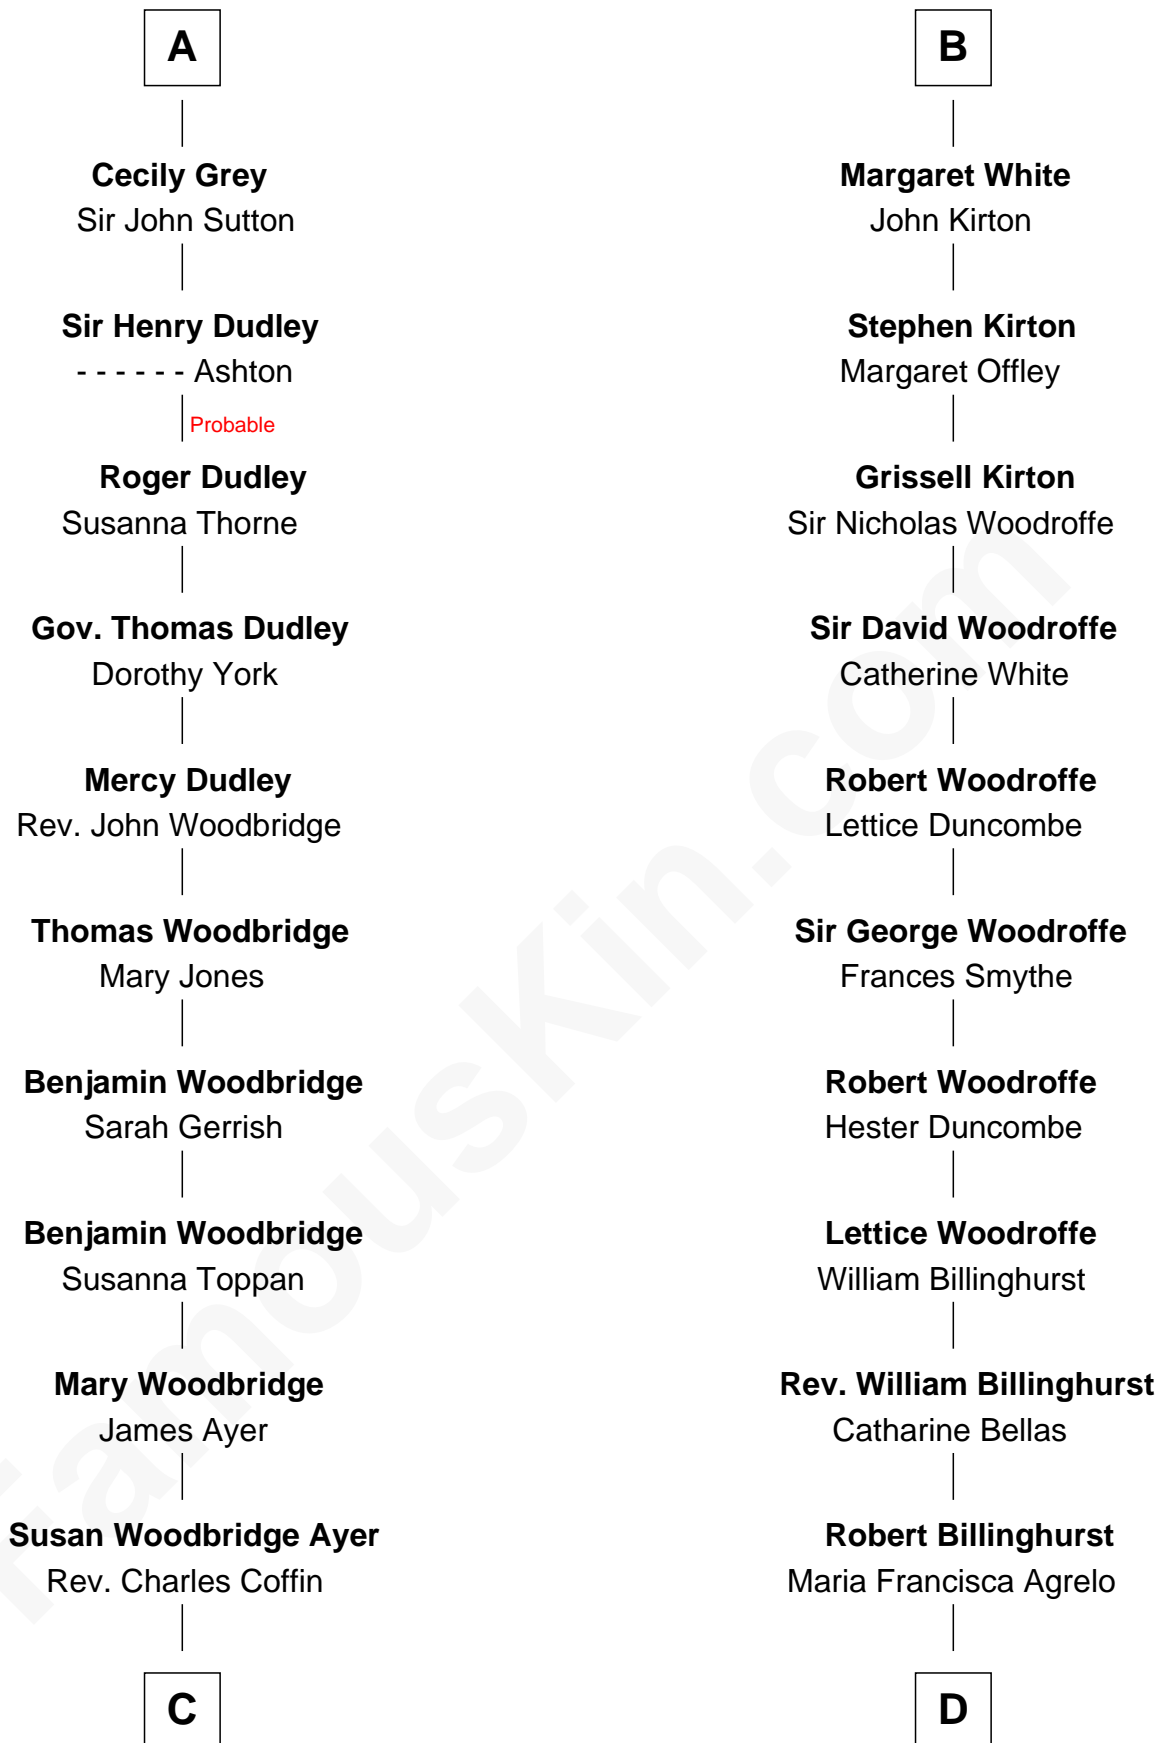 A
Cecily Grey
Sir John Sutton
Sir Henry Dudley
- - - - - - Ashton
Probable
Roger Dudley
Susanna Thorne
Gov. Thomas Dudley
Dorothy York
Mercy Dudley
Rev. John Woodbridge
Thomas Woodbridge
Mary Jones
Benjamin Woodbridge
Sarah Gerrish
Benjamin Woodbridge
Susanna Toppan
Mary Woodbridge
James Ayer
Susan Woodbridge Ayer
Rev. Charles Coffin
C
B
Margaret White
John Kirton
Stephen Kirton
Margaret Offley
Grissell Kirton
Sir Nicholas Woodroffe
Sir David Woodroffe
Catherine White
Robert Woodroffe
Lettice Duncombe
Sir George Woodroffe
Frances Smythe
Robert Woodroffe
Hester Duncombe
Lettice Woodroffe
William Billinghurst
Rev. William Billinghurst
Catharine Bellas
Robert Billinghurst
Maria Francisca Agrelo
D
FamousKin.com